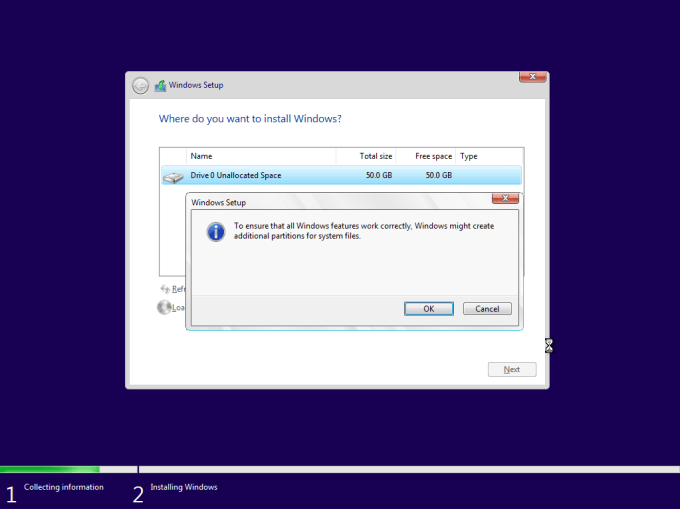 Windows Setup
Where do you want to install Windows?
Name Total size Free space Type
Drive 0 Unallocated Space 50.0 GB 50.0 GB
Windows Setup
To ensure that all Windows features work correctly, Windows might create
additional partitions for system files.
OK Cancel
Refr
Loa
Next
1 Collecting information 2 Installing Windows